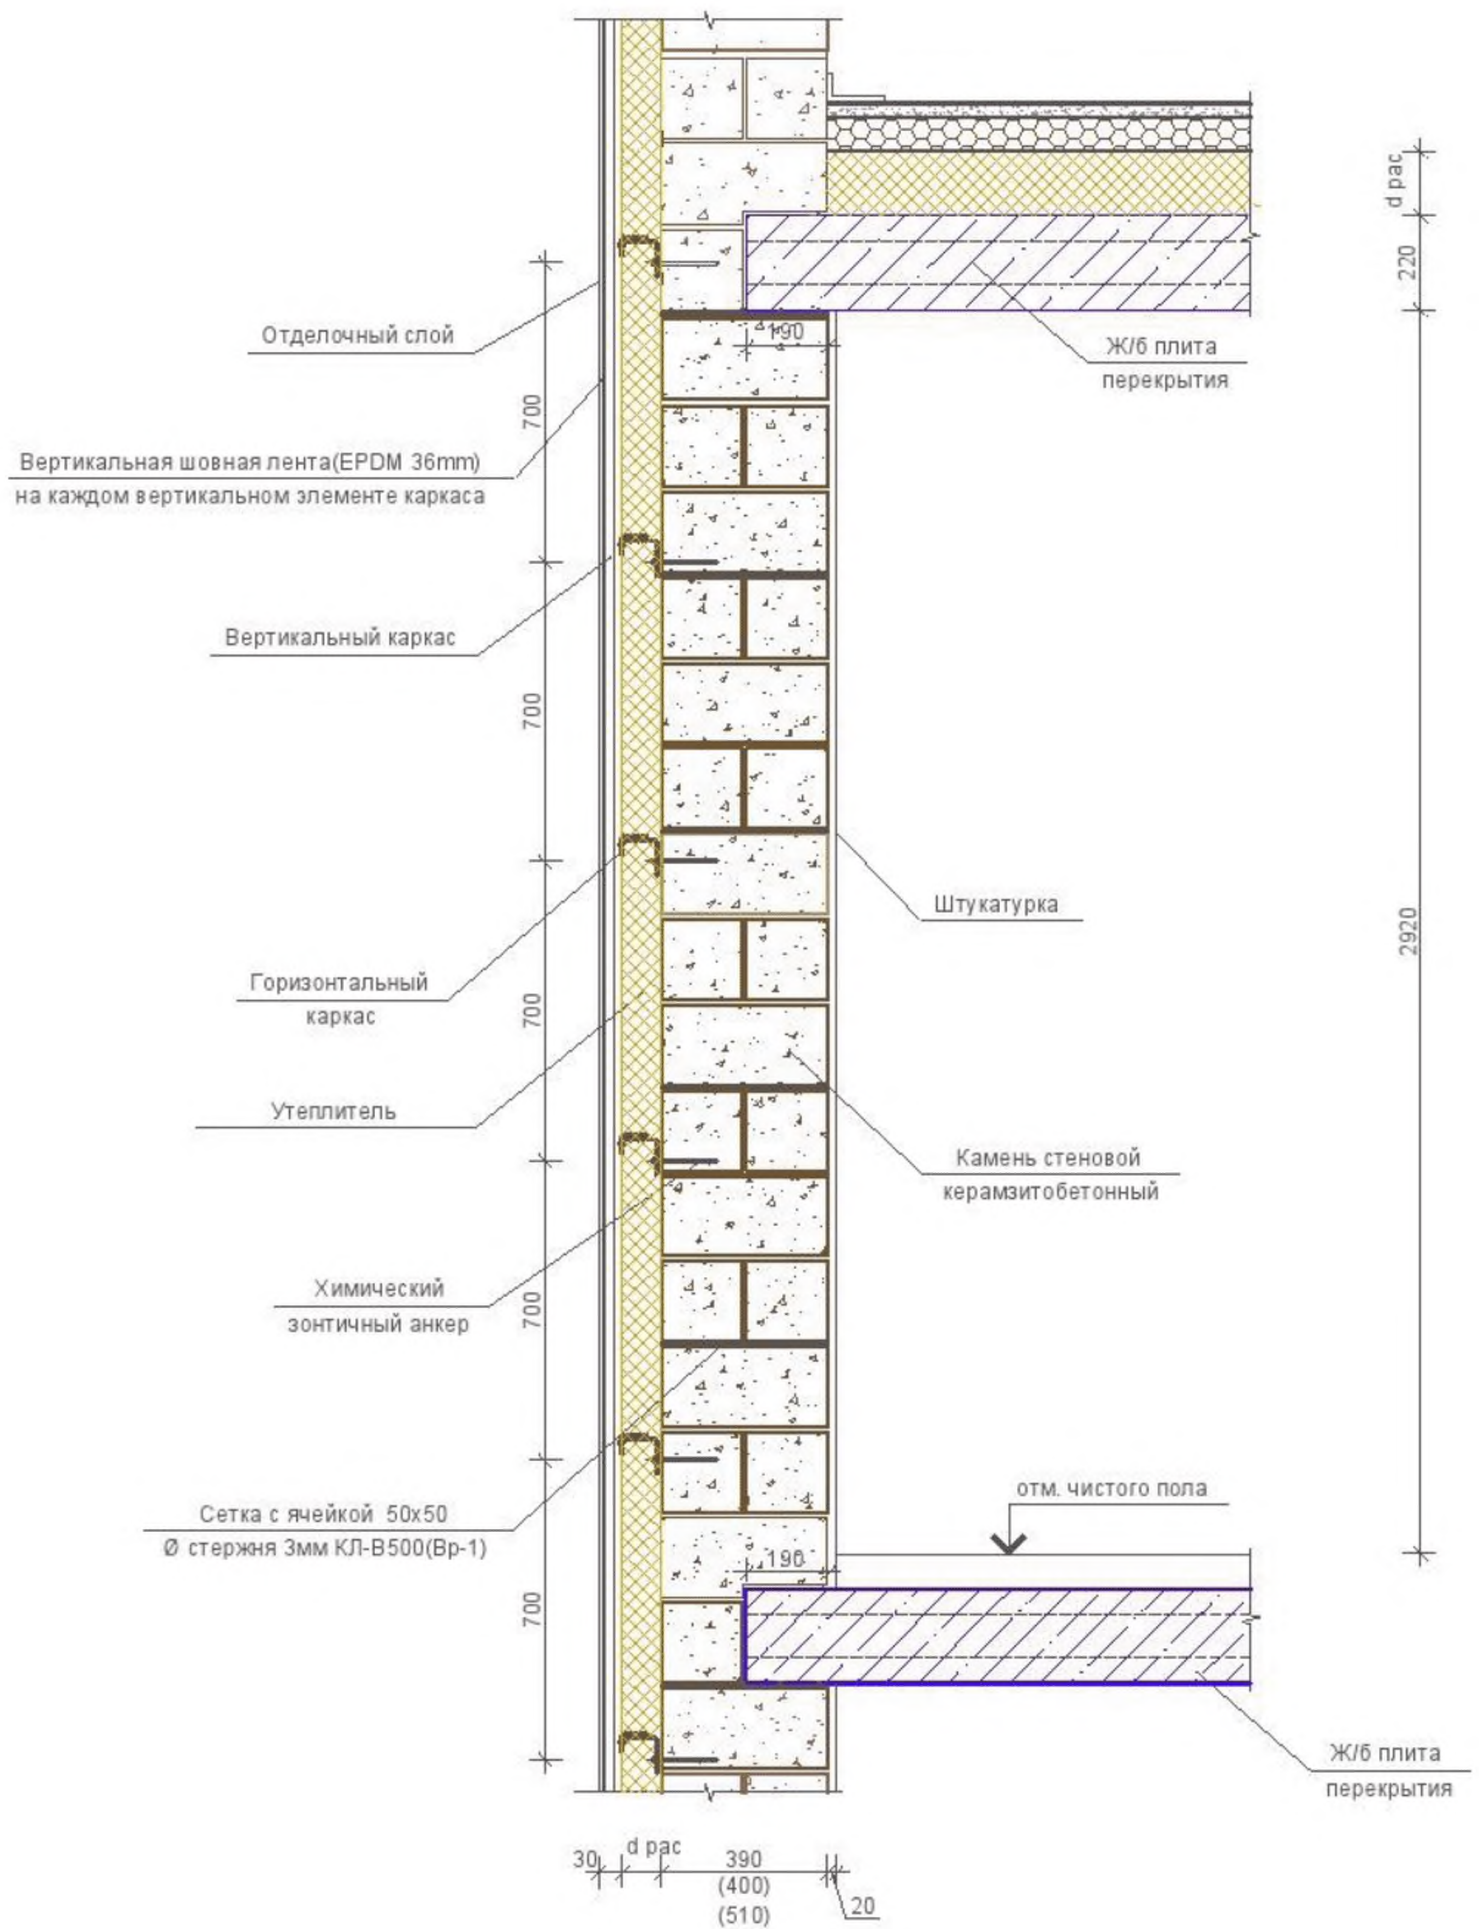 d рас
220
Отделочный слой
190
Ж/б плита
перекрытия
700
Вертикальная шовная лента(EPDM 36mm)
на каждом вертикальном элементе каркаса
Вертикальный каркас
700
Штукатурка
2920
Горизонтальный
каркас
700
Утеплитель
Камень стеновой
керамзитобетонный
Химический
зонтичный анкер
700
Сетка с ячейкой 50х50
Ø стержня 3мм КЛ-В500(Вр-1)
отм. чистого пола
190
700
Ж/б плита
перекрытия
30
d рас
390
(400)
(510)
20